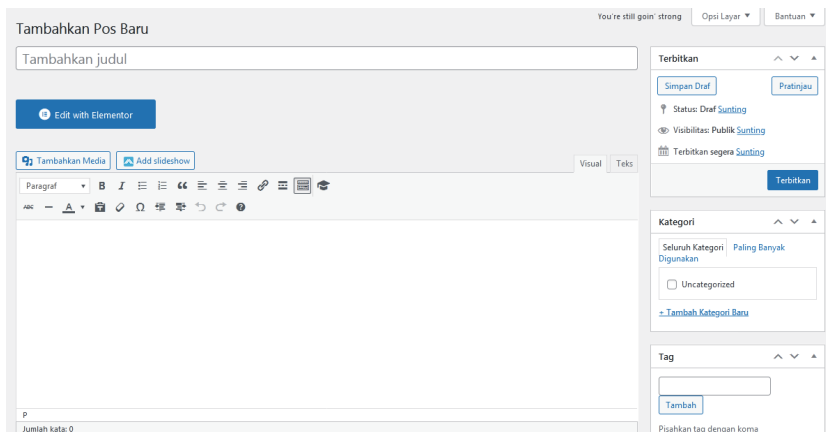 You're still goin' strong
Opsi Layar ▼
Bantuan ▼
Tambahkan Pos Baru
Tambahkan judul
Edit with Elementor
Tambahkan Media
Add slideshow
Visual
Teks
Paragraf
B I
ABC
A
Ω
P
Jumlah kata: 0
Terbitkan
Simpan Draf
Pratinjau
Status: Draf Sunting
Visibilitas: Publik Sunting
Terbitkan segera Sunting
Terbitkan
Kategori
Seluruh Kategori
Paling Banyak
Digunakan
Uncategorized
+ Tambah Kategori Baru
Tag
Tambah
Pisahkan tag dengan koma